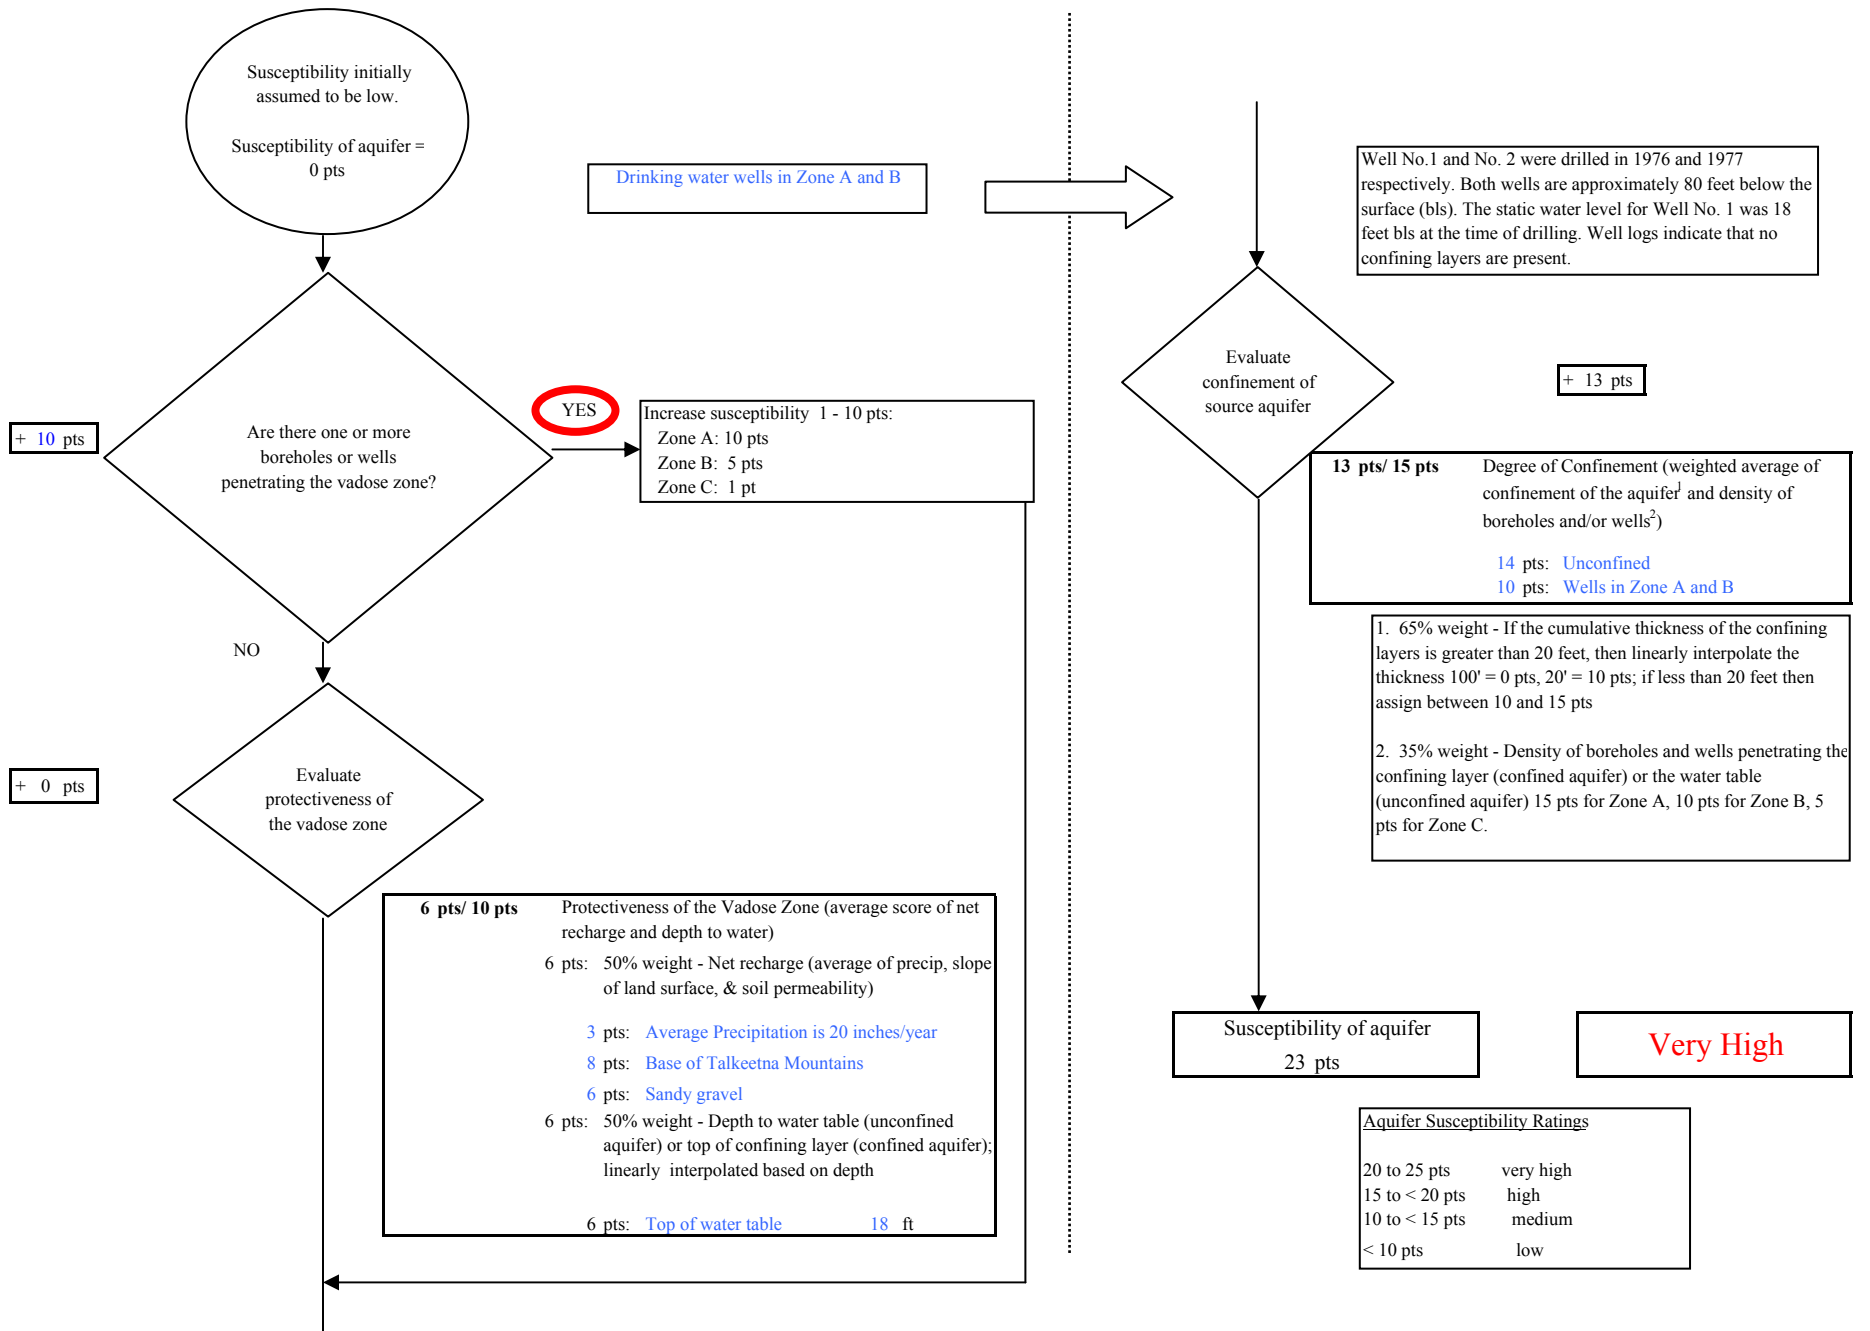 Susceptibility initially
assumed to be low.
Susceptibility of aquifer =
0 pts
Drinking water wells in Zone A and B
+ 10 pts
Are there one or more
boreholes or wells
penetrating the vadose zone?
YES
Increase susceptibility 1 - 10 pts:
Zone A: 10 pts
Zone B: 5 pts
Zone C: 1 pt
NO
+ 0 pts
Evaluate
protectiveness of
the vadose zone
6 pts/ 10 pts Protectiveness of the Vadose Zone (average score of net
recharge and depth to water)
6 pts: 50% weight - Net recharge (average of precip, slope
of land surface, & soil permeability)
3 pts: Average Precipitation is 20 inches/year
8 pts: Base of Talkeetna Mountains
6 pts: Sandy gravel
6 pts: 50% weight - Depth to water table (unconfined
aquifer) or top of confining layer (confined aquifer);
linearly interpolated based on depth
6 pts: Top of water table 18 ft
Well No.1 and No. 2 were drilled in 1976 and 1977
respectively. Both wells are approximately 80 feet below the
surface (bls). The static water level for Well No. 1 was 18
feet bls at the time of drilling. Well logs indicate that no
confining layers are present.
Evaluate
confinement of
source aquifer
+ 13 pts
13 pts/ 15 pts Degree of Confinement (weighted average of
confinement of the aquifer1 and density of
boreholes and/or wells2)
14 pts: Unconfined
10 pts: Wells in Zone A and B
1. 65% weight - If the cumulative thickness of the confining
layers is greater than 20 feet, then linearly interpolate the
thickness 100' = 0 pts, 20' = 10 pts; if less than 20 feet then
assign between 10 and 15 pts
2. 35% weight - Density of boreholes and wells penetrating the
confining layer (confined aquifer) or the water table
(unconfined aquifer) 15 pts for Zone A, 10 pts for Zone B, 5
pts for Zone C.
Susceptibility of aquifer
23 pts
Very High
Aquifer Susceptibility Ratings
20 to 25 pts very high
15 to < 20 pts high
10 to < 15 pts medium
< 10 pts low